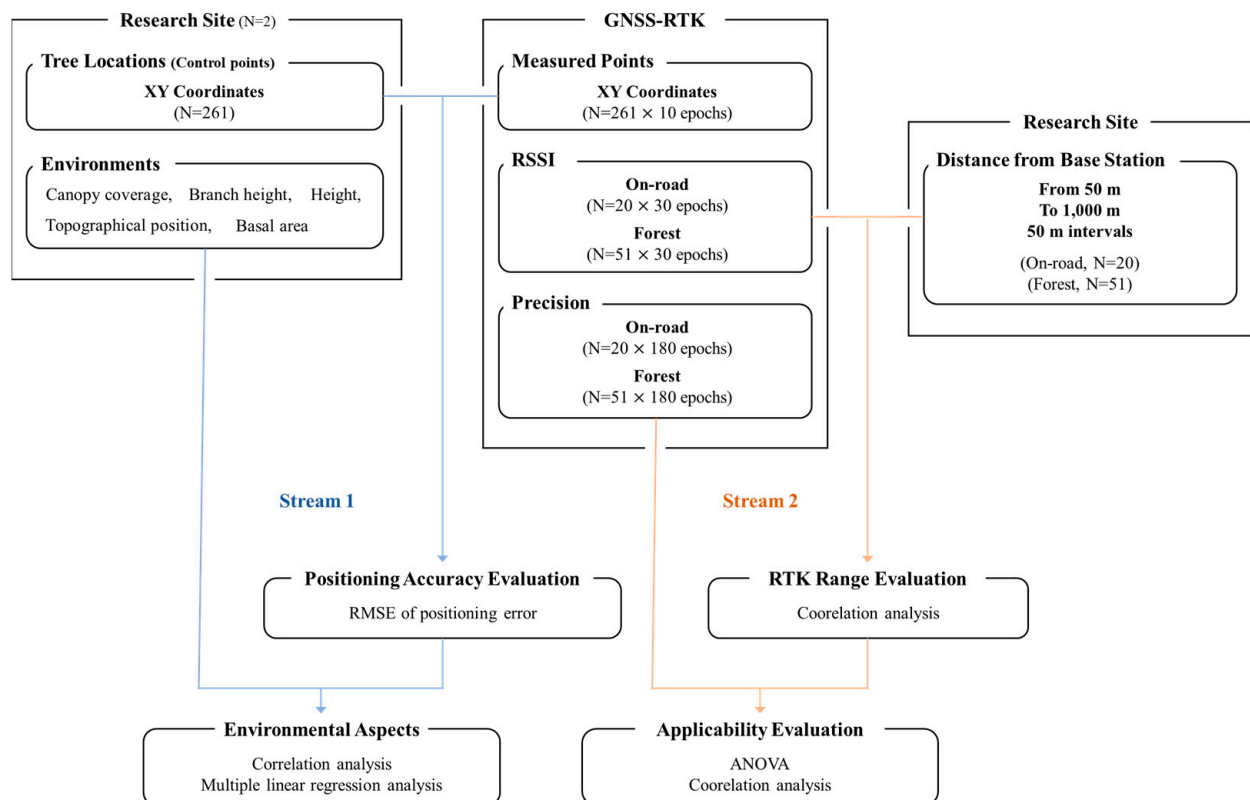 Research Site (N=2)
Tree Locations (Control points)
XY Coordinates
(N=261)
Environments
Canopy coverage, Branch height, Height,
Topographical position, Basal area
GNSS-RTK
Measured Points
XY Coordinates
(N=261 × 10 epochs)
RSSI
On-road
(N=20 × 30 epochs)
Forest
(N=51 × 30 epochs)
Precision
On-road
(N=20 × 180 epochs)
Forest
(N=51 × 180 epochs)
Research Site
Distance from Base Station
From 50 m
To 1,000 m
50 m intervals
(On-road, N=20)
(Forest, N=51)
Stream 1
Stream 2
Positioning Accuracy Evaluation
RMSE of positioning error
RTK Range Evaluation
Coorelation analysis
Environmental Aspects
Correlation analysis
Multiple linear regression analysis
Applicability Evaluation
ANOVA
Coorelation analysis